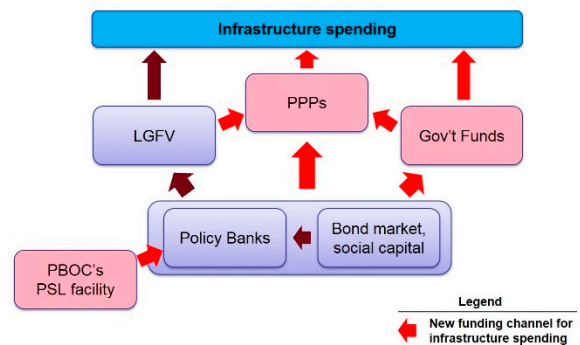 Infrastructure spending
PPPs
LGFV
Gov't Funds
Policy Banks
Bond market,
social capital
PBOC's
PSL facility
Legend
New funding channel for
infrastructure spending